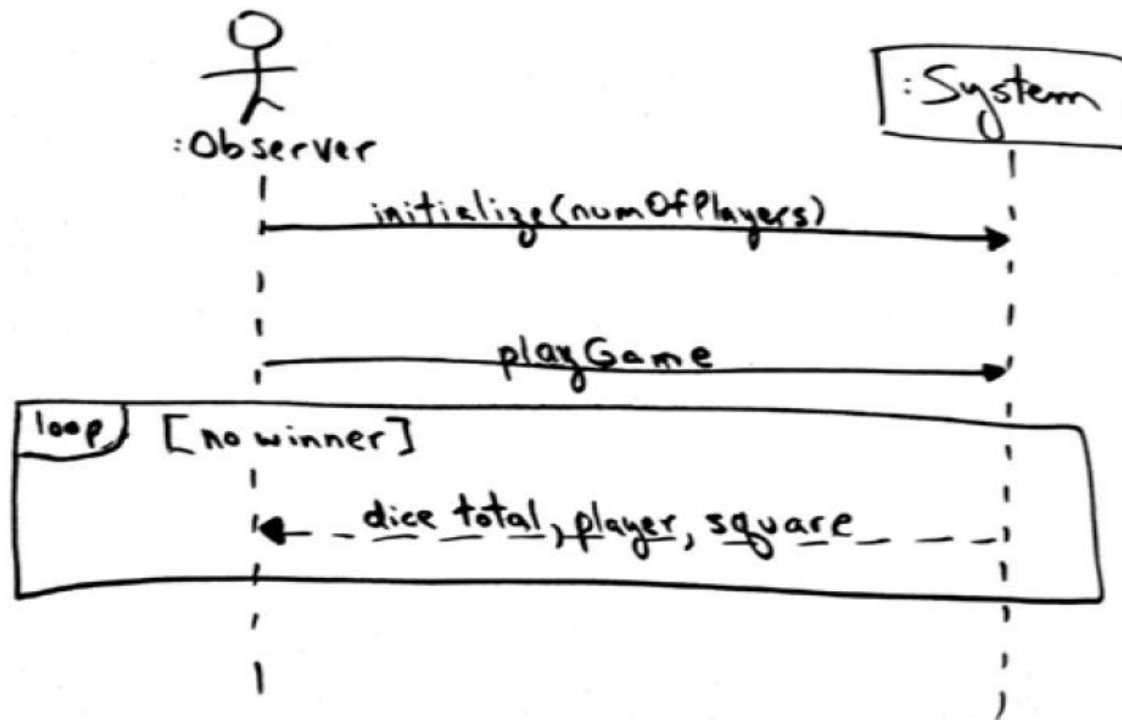 :Observer
:System
initialize(numOfPlayers)
playGame
loop
[no winner]
dice total, player, square